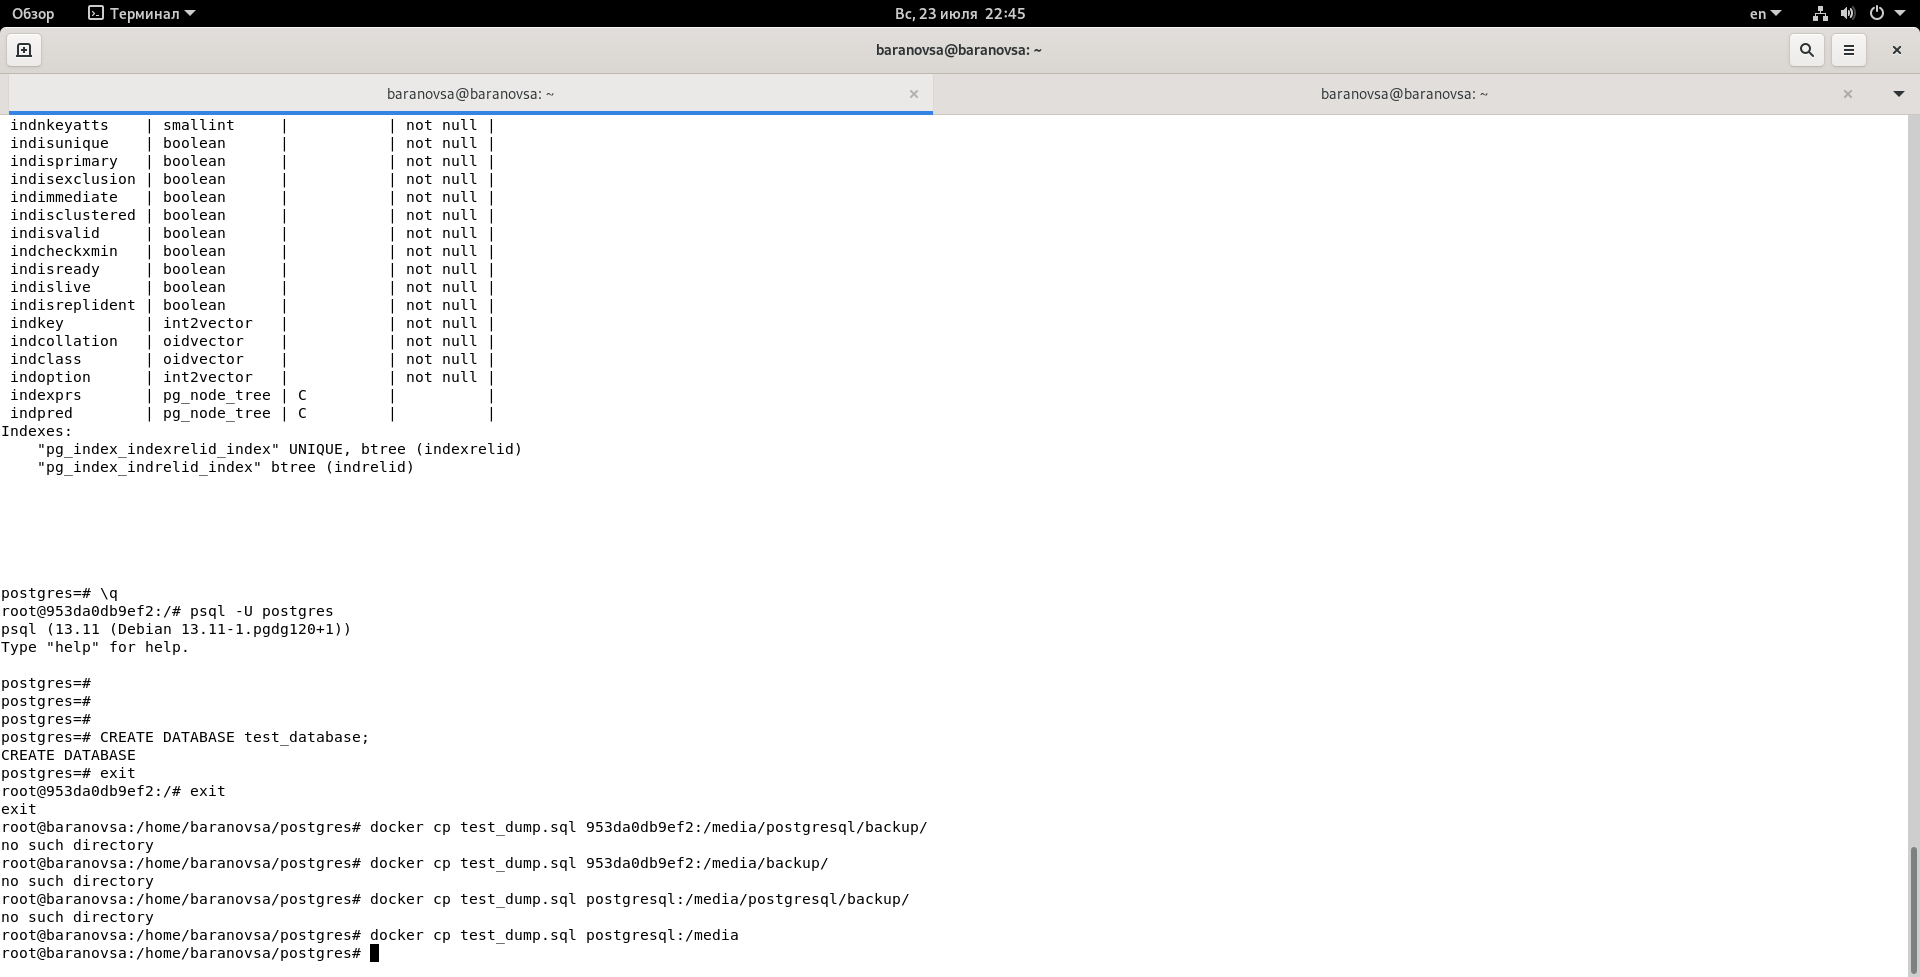 Обзор Терминал Вс, 23 июля 22:45 en
baranovsa@baranovsa: ~
baranovsa@baranovsa: ~ baranovsa@baranovsa: ~
indnkeyatts | smallint | | not null |
indisunique | boolean | | not null |
indisprimary | boolean | | not null |
indisexclusion | boolean | | not null |
indimmediate | boolean | | not null |
indisclustered | boolean | | not null |
indisvalid | boolean | | not null |
indcheckxmin | boolean | | not null |
indisready | boolean | | not null |
indislive | boolean | | not null |
indisreplident | boolean | | not null |
indkey | int2vector | | not null |
indcollation | oidvector | | not null |
indclass | oidvector | | not null |
indoption | int2vector | | not null |
indexprs | pg_node_tree | C | |
indpred | pg_node_tree | C | |
Indexes:
"pg_index_indexrelid_index" UNIQUE, btree (indexrelid)
"pg_index_indrelid_index" btree (indrelid)
postgres=# \q
root@953da0db9ef2:/# psql -U postgres
psql (13.11 (Debian 13.11-1.pgdg120+1))
Type "help" for help.
postgres=#
postgres=#
postgres=#
postgres=# CREATE DATABASE test_database;
CREATE DATABASE
postgres=# exit
root@953da0db9ef2:/# exit
exit
root@baranovsa:/home/baranovsa/postgres# docker cp test_dump.sql 953da0db9ef2:/media/postgresql/backup/
no such directory
root@baranovsa:/home/baranovsa/postgres# docker cp test_dump.sql 953da0db9ef2:/media/backup/
no such directory
root@baranovsa:/home/baranovsa/postgres# docker cp test_dump.sql postgresql:/media/postgresql/backup/
no such directory
root@baranovsa:/home/baranovsa/postgres# docker cp test_dump.sql postgresql:/media
root@baranovsa:/home/baranovsa/postgres#